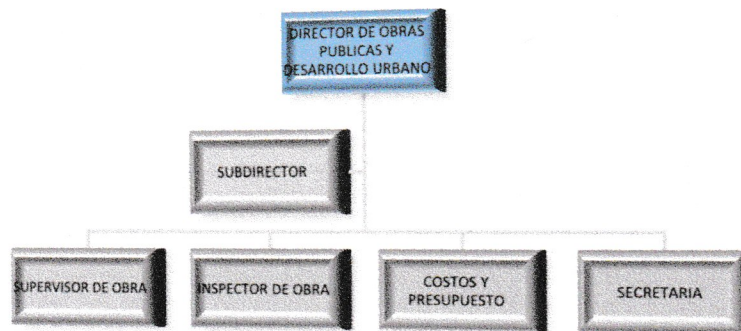 DIRECTOR DE OBRAS
PUBLICAS Y
DESARROLLO URBANO
SUBDIRECTOR
SUPERVISOR DE OBRA
INSPECTOR DE OBRA
COSTOS Y
PRESUPUESTO
SECRETARIA